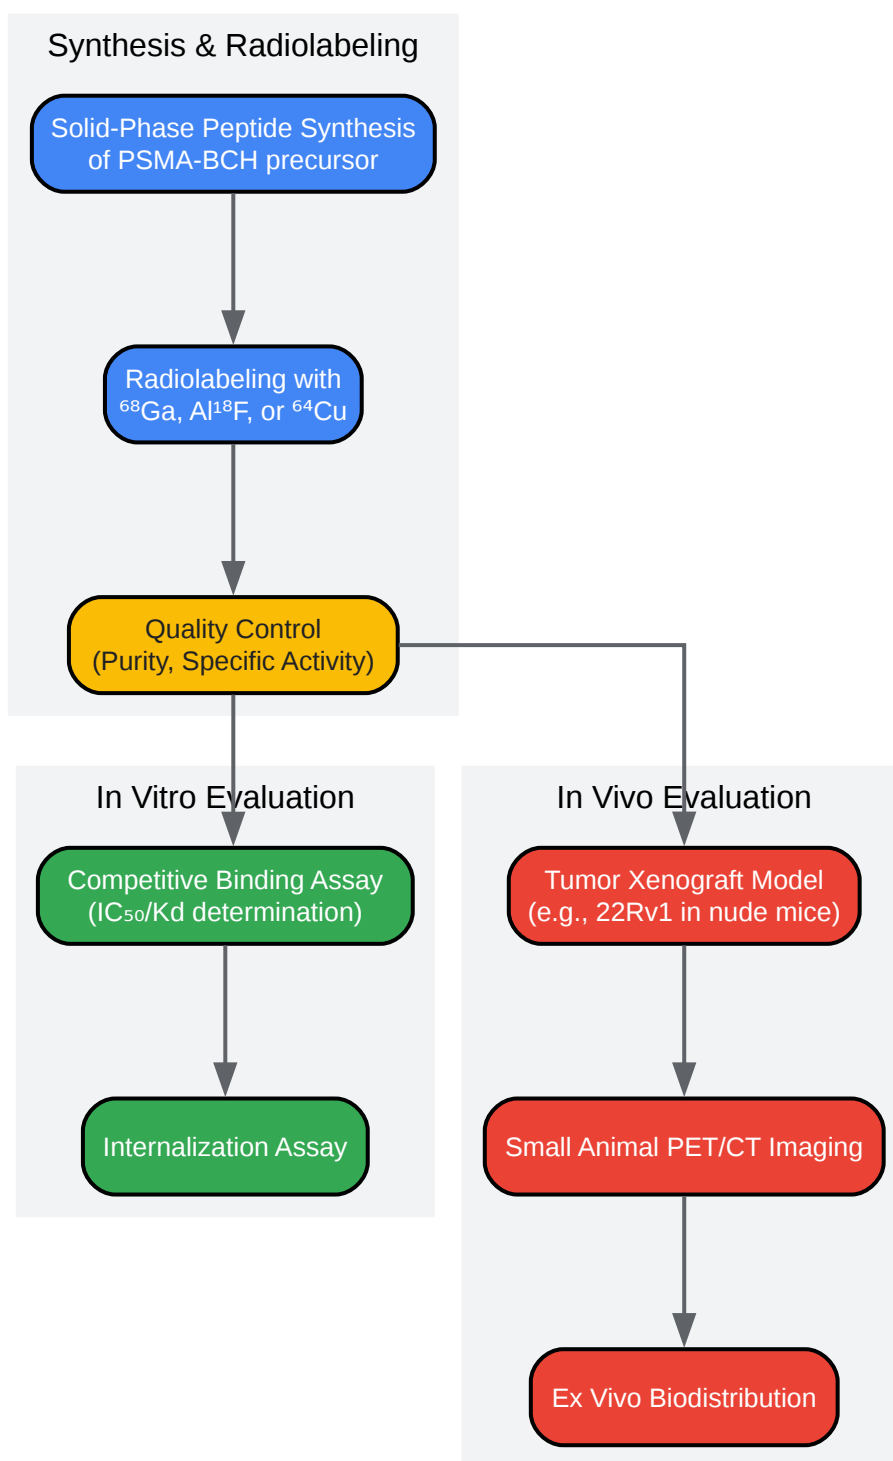 Synthesis & Radiolabeling
Solid-Phase Peptide Synthesis
of PSMA-BCH precursor
Radiolabeling with
⁶⁸Ga, Al¹⁸F, or ⁶⁴Cu
Quality Control
(Purity, Specific Activity)
In Vitro Evaluation
Competitive Binding Assay
(IC₅₀/Kd determination)
Internalization Assay
In Vivo Evaluation
Tumor Xenograft Model
(e.g., 22Rv1 in nude mice)
Small Animal PET/CT Imaging
Ex Vivo Biodistribution